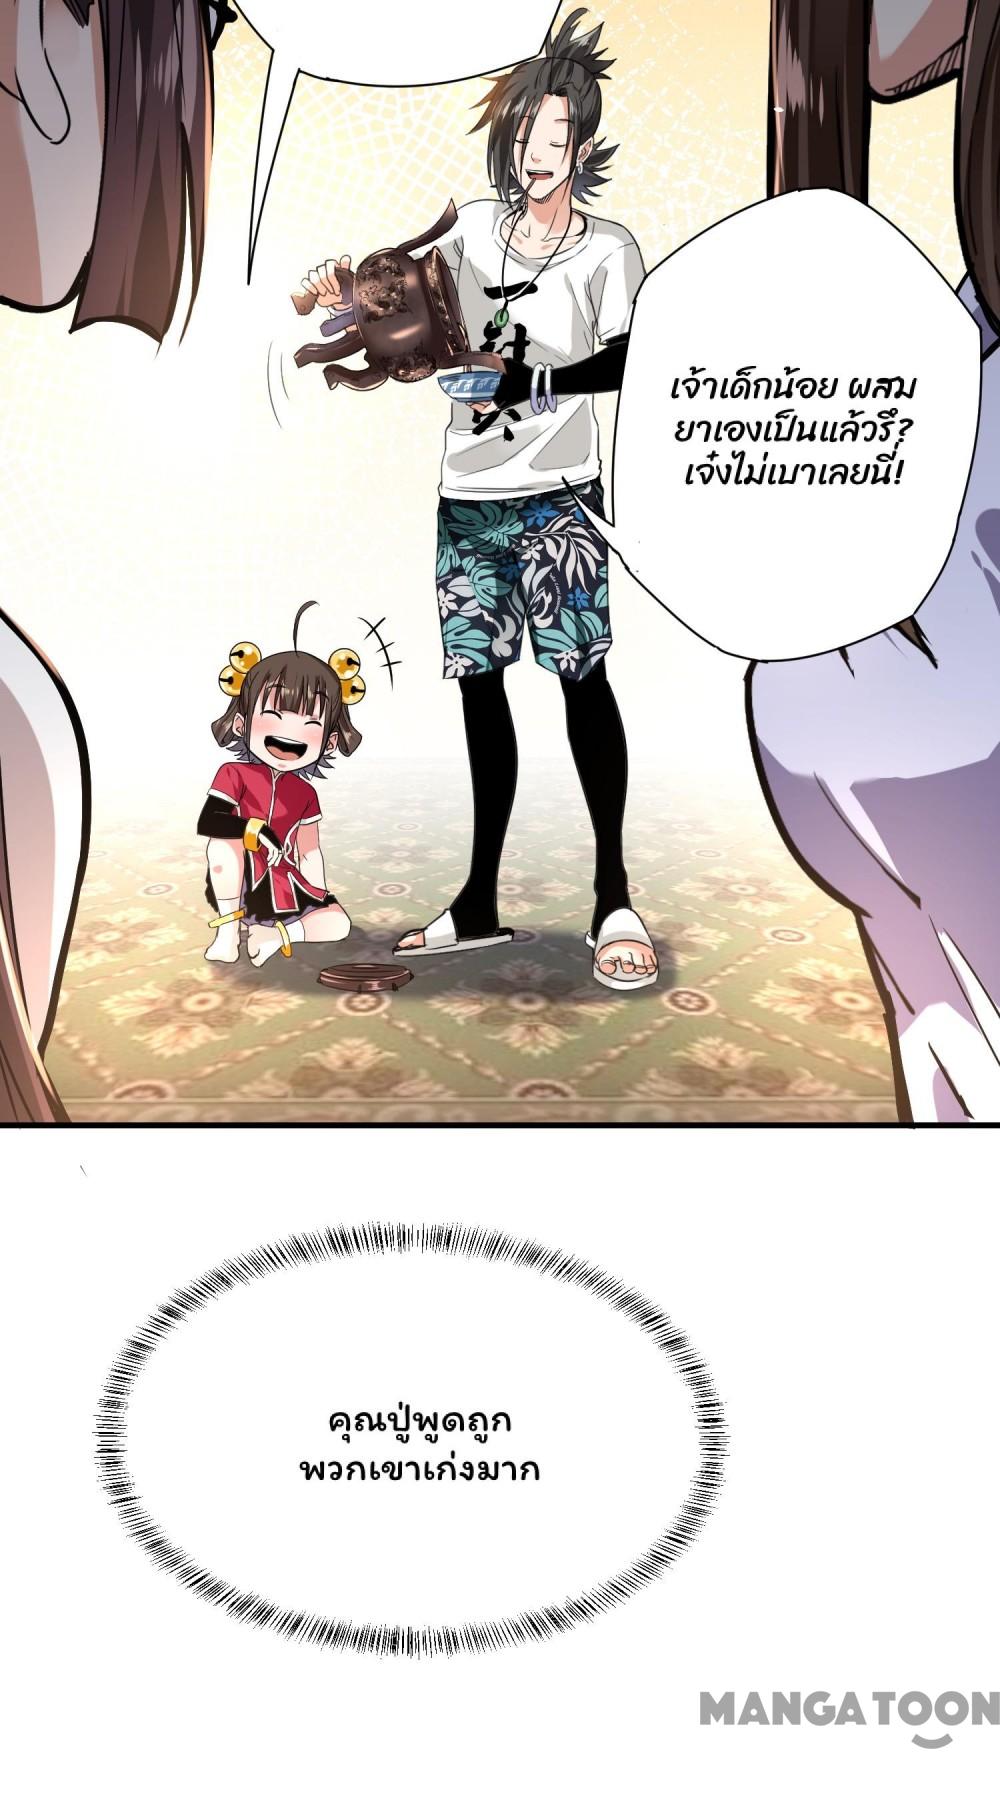 เจ้าเด็กน้อย ผสม
ยาเองเป็นแล้วรึ?
เจ๋งไม่เบาเลยนี่!
คุณปู่พูดถูก
พวกเขาเก่งมาก
MANGATOON